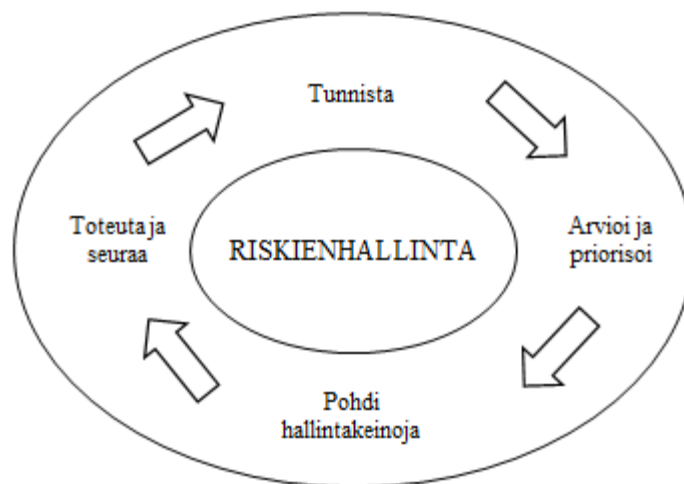 Tunnista
Arvioi ja
priorisoi
Pohdi
hallintakeinoja
Toteuta ja
seuraa
RISKIENHALLINTA